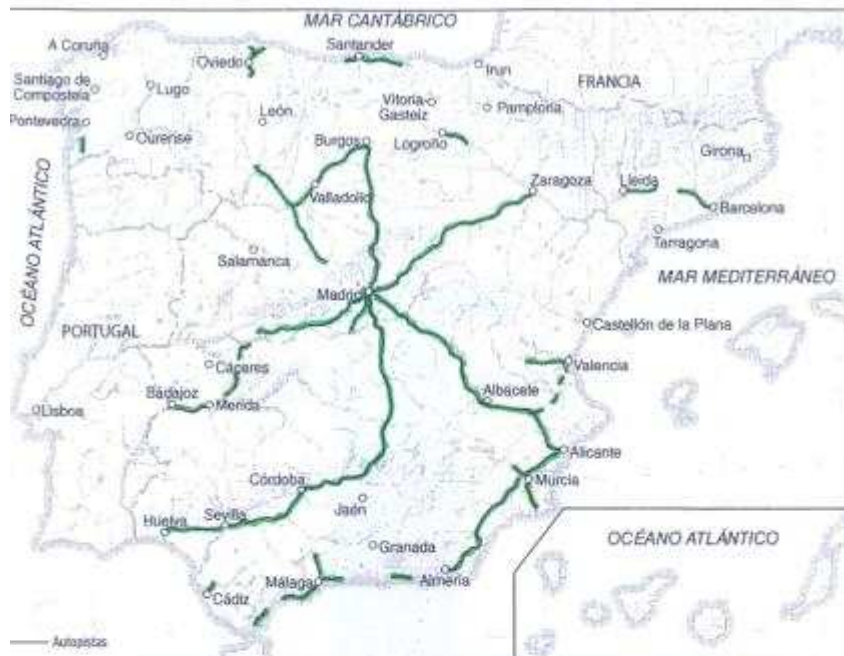 MAR CANTÁBRICO
A Coruña
Oviedo
Santander
Irun
FRANCIA
Santiago de
Compostela
Lugo
León
Vitoria-
Gasteiz
Pamplona
Pontevedra
Ourense
Burgos
Logroño
Girona
Valladolid
Zaragoza
Lleida
Barcelona
OCÉANO ATLÁNTICO
Salamanca
Tarragona
MAR MEDITERRÁNEO
Madrid
PORTUGAL
Castellón de la Plana
Cáceres
Valencia
Badajoz
Merida
Albacete
Lisboa
Alicante
Córdoba
Murcia
Jaén
Huelva
Sevilla
Granada
OCÉANO ATLÁNTICO
Málaga
Almería
Cádiz
Autopistas